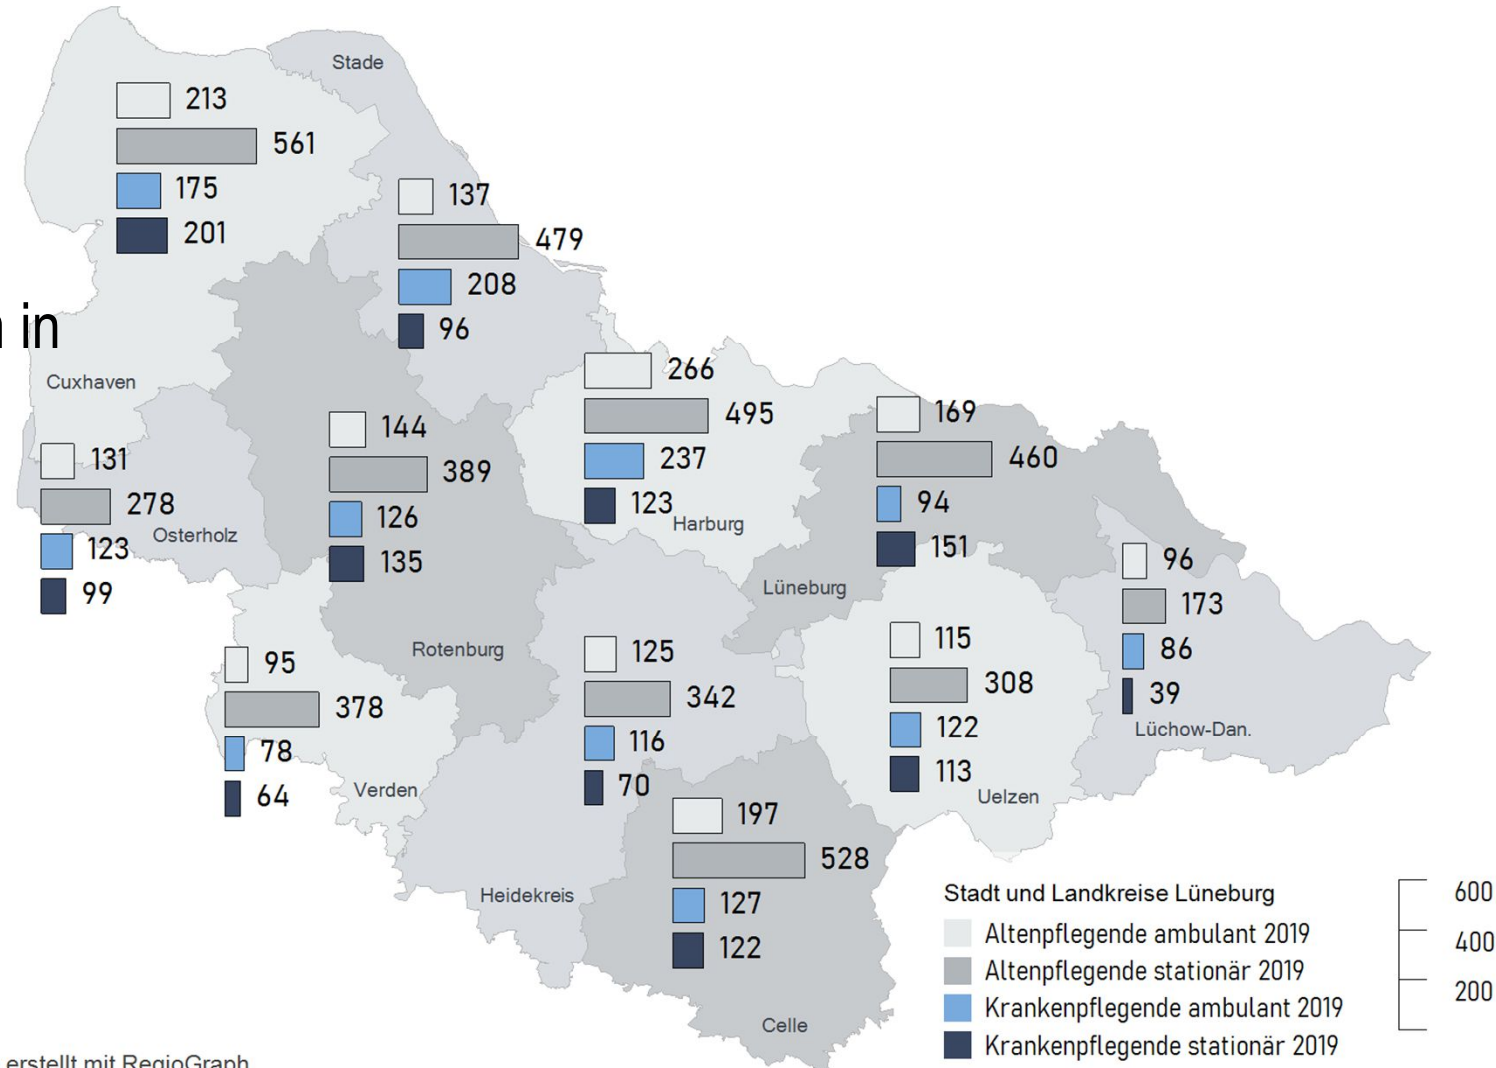 Stade
213
561
175
201
137
479
208
96
in
Cuxhaven
266
495
237
123
Harburg
169
460
94
151
Lüneburg
144
389
126
135
Rotenburg
131
278
Osterholz
123
99
96
173
86
39
Lüchow-Dan.
115
308
122
113
Uelzen
95
378
78
64
Verden
125
342
116
70
Heidekreis
197
528
127
122
Celle
Stadt und Landkreise Lüneburg
Altenpflegende ambulant 2019
Altenpflegende stationär 2019
Krankenpflegende ambulant 2019
Krankenpflegende stationär 2019
600
400
200
erstellt mit RegioGraph